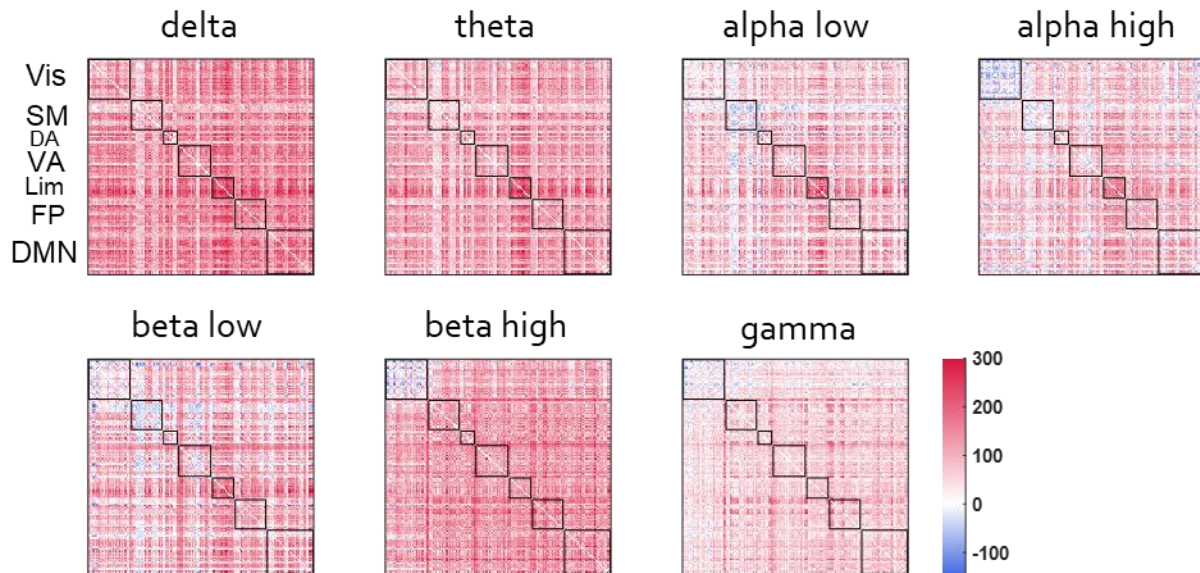 delta
theta
alpha low
alpha high
Vis
SM
DA
VA
Lim
FP
DMN
beta low
beta high
gamma
300
200
100
0
-100